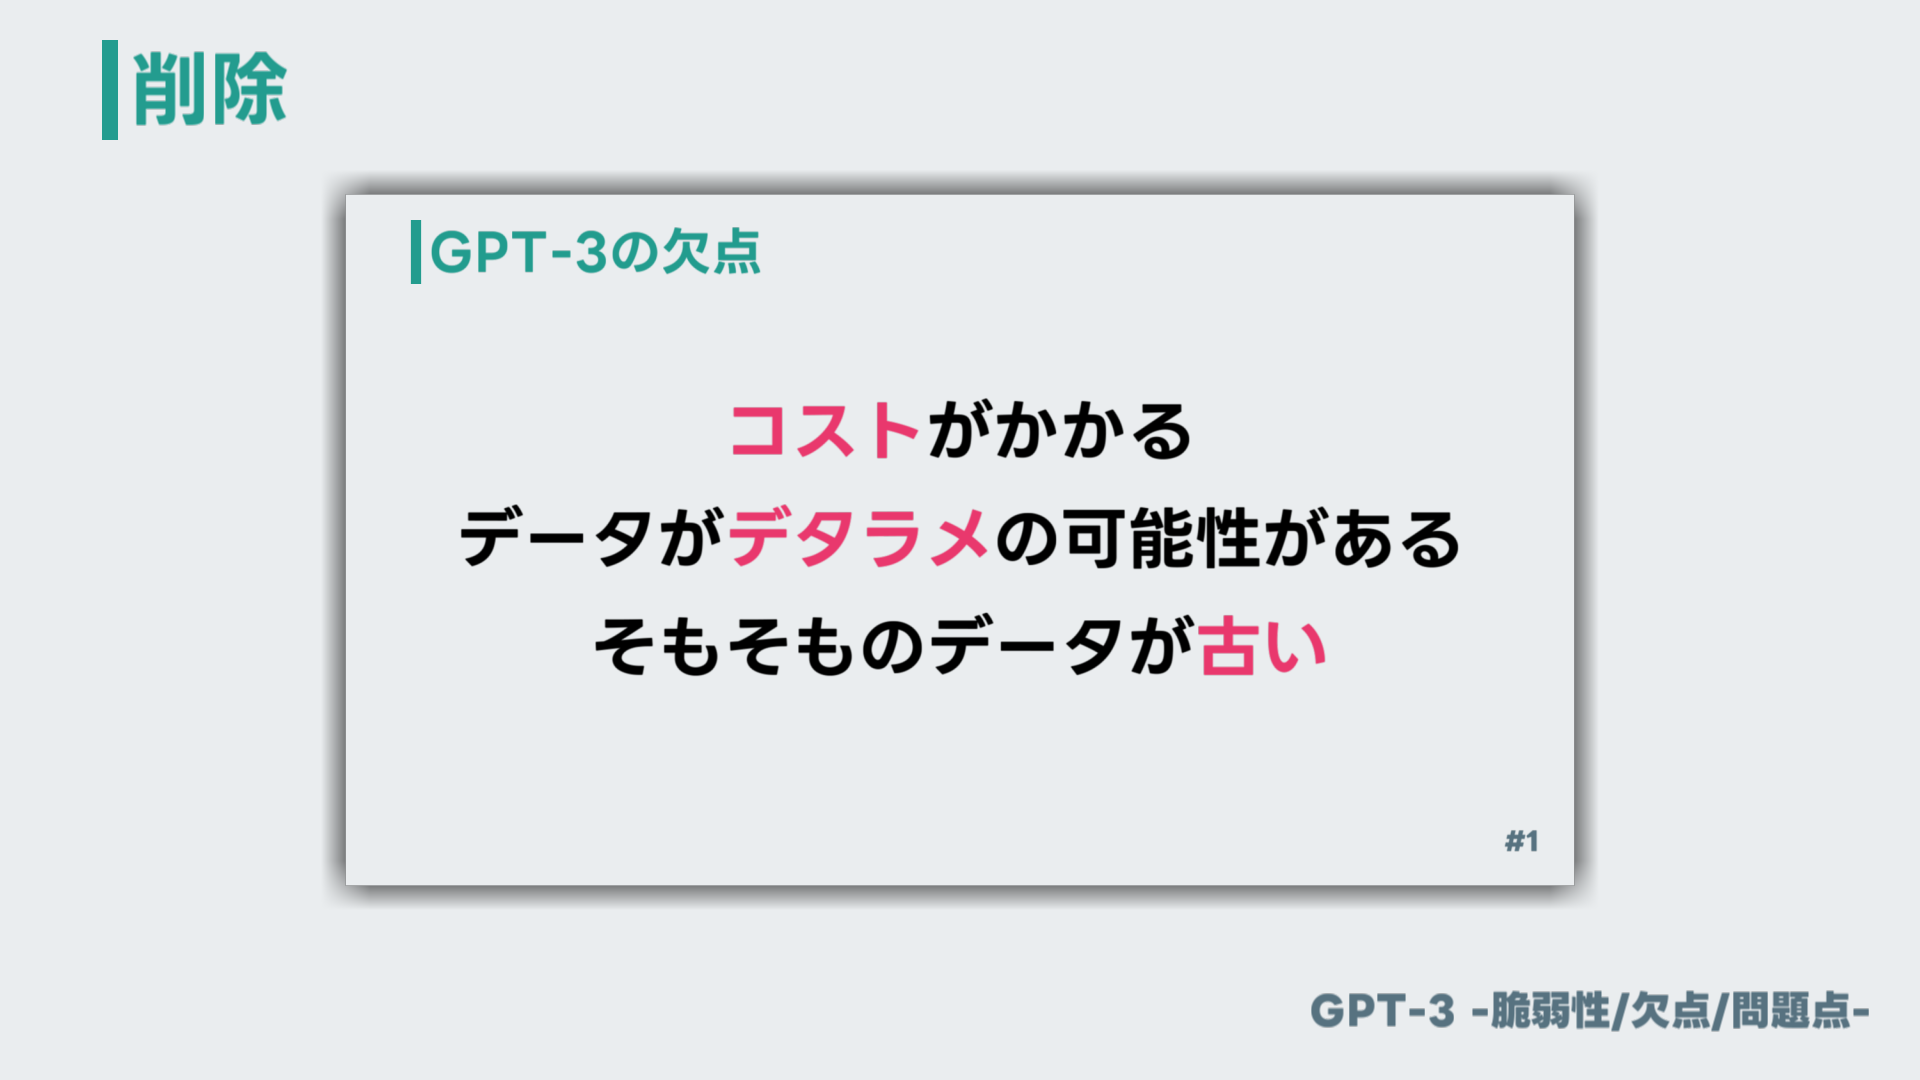 削除
GPT-3の欠点
コストがかかる
データがデタラメの可能性がある
そもそものデータが古い
#1
GPT-3 -脆弱性/欠点/問題点-